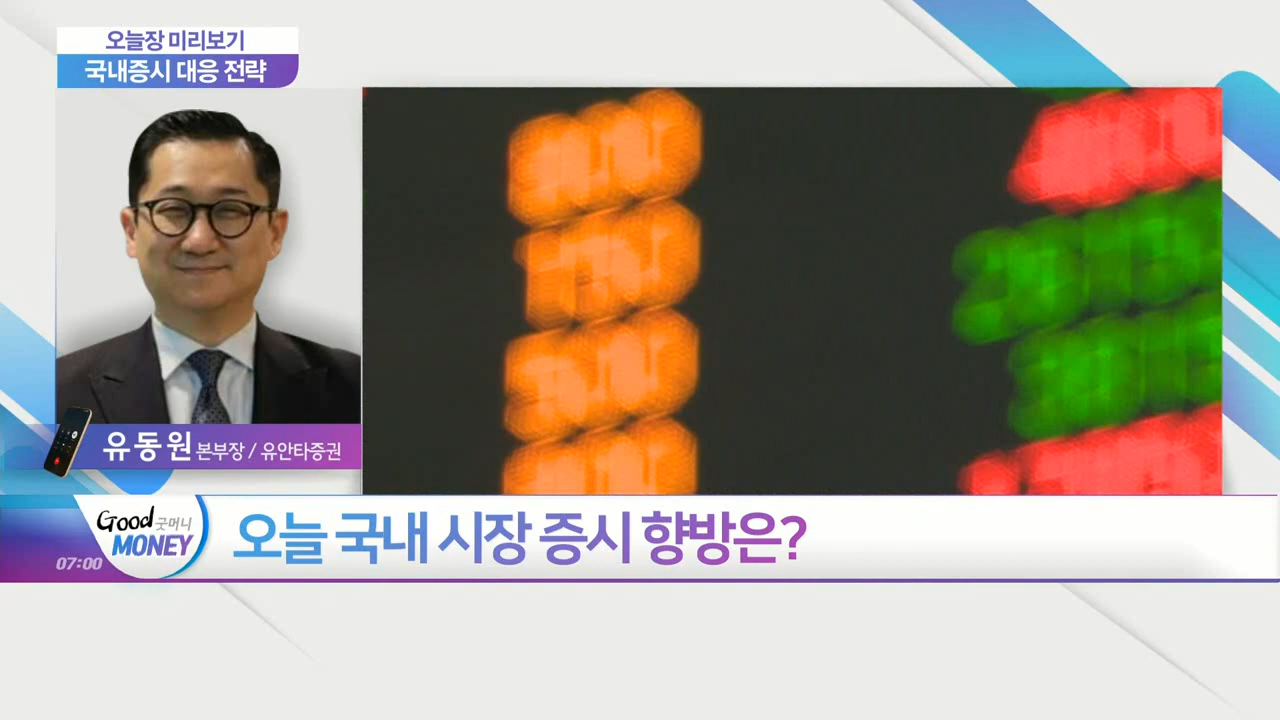 오늘장 미리보기
국내증시 대응 전략
유동원 본부장 / 유안타증권
Good 굿머니
MONEY
07:00
오늘 국내 시장 증시 향방은?